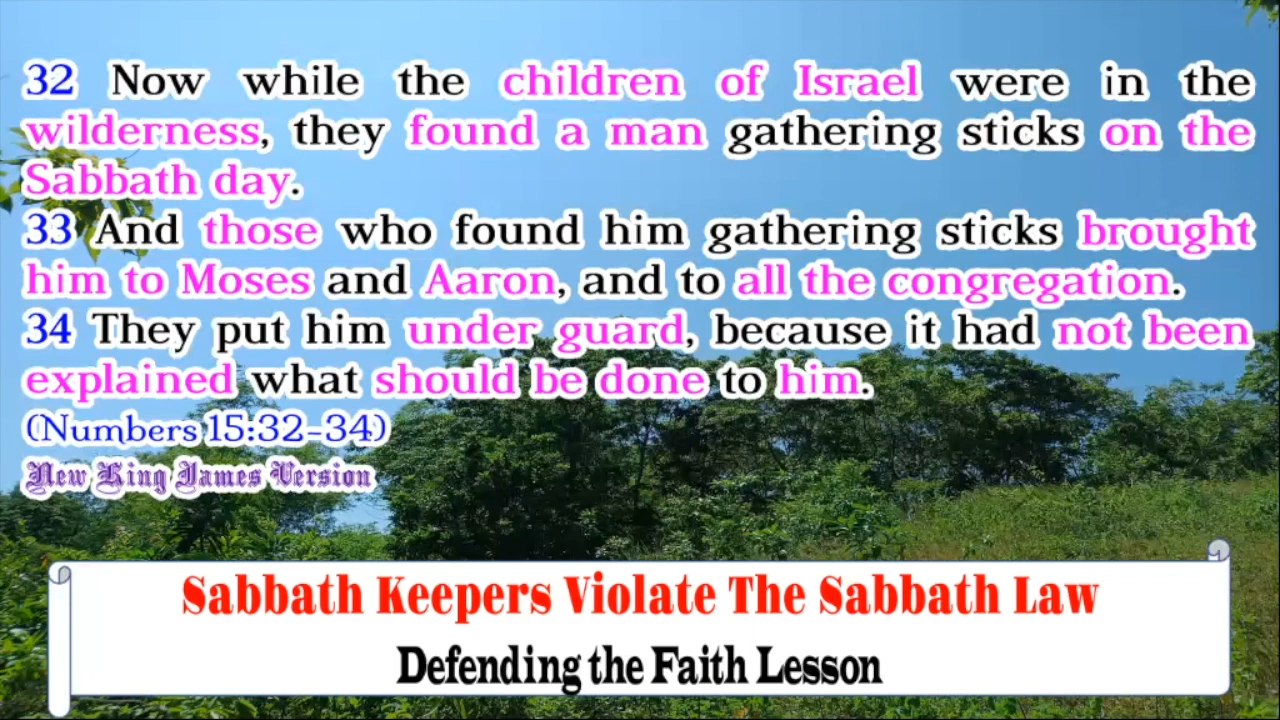 32 Now while the children of Israel were in the
wilderness, they found a man gathering sticks on the
Sabbath day.
33 And those who found him gathering sticks brought
him to Moses and Aaron, and to all the congregation.
34 They put him under guard, because it had not been
explained what should be done to him.
(Numbers 15:32-34)
New King James Version
Sabbath Keepers Violate The Sabbath Law
Defending the Faith Lesson